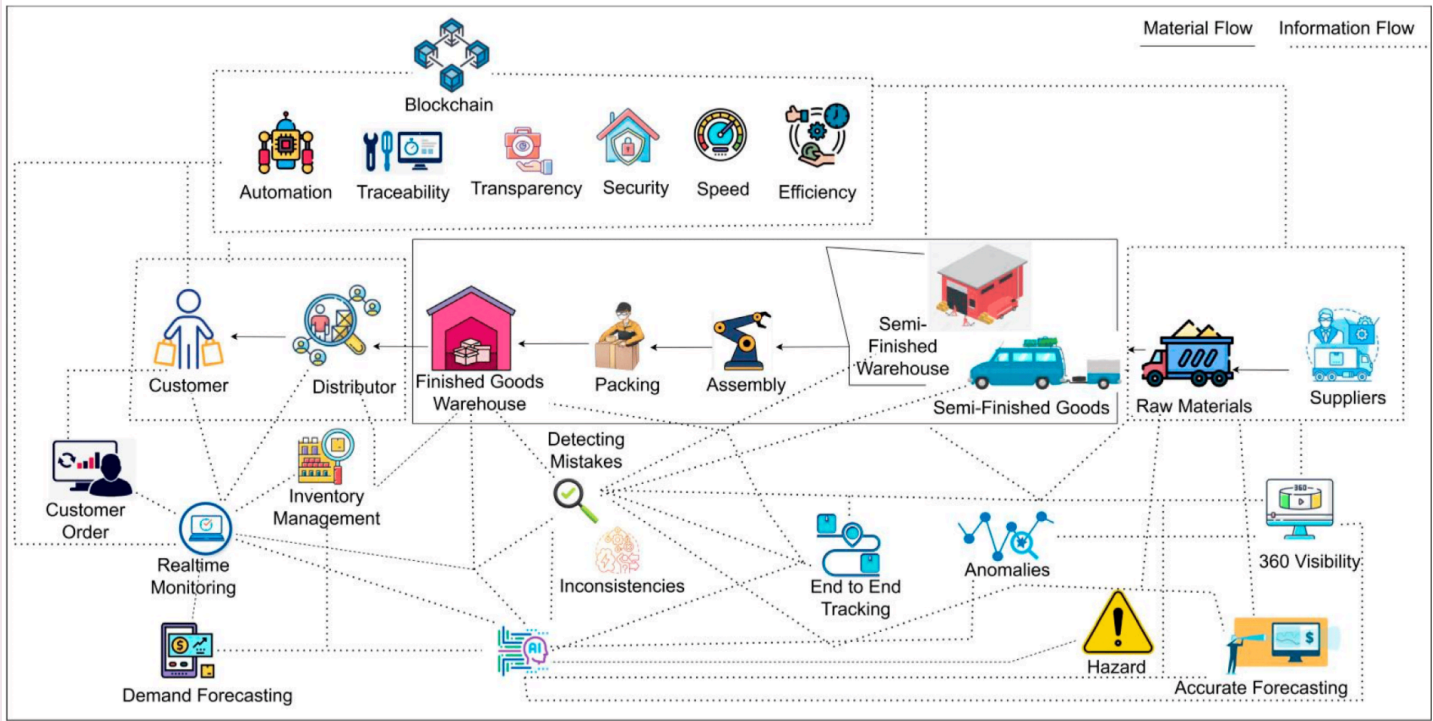 Material Flow
Information Flow
Blockchain
Automation
Traceability
Transparency
Security
Speed
Efficiency
Customer
Distributor
Finished Goods
Warehouse
Packing
Assembly
Semi-
Finished
Warehouse
Semi-Finished Goods
Raw Materials
Suppliers
Customer
Order
Inventory
Management
Detecting
Mistakes
Realtime
Monitoring
Inconsistencies
End to End
Tracking
Anomalies
360
360 Visibility
Demand Forecasting
AI
Hazard
Accurate Forecasting